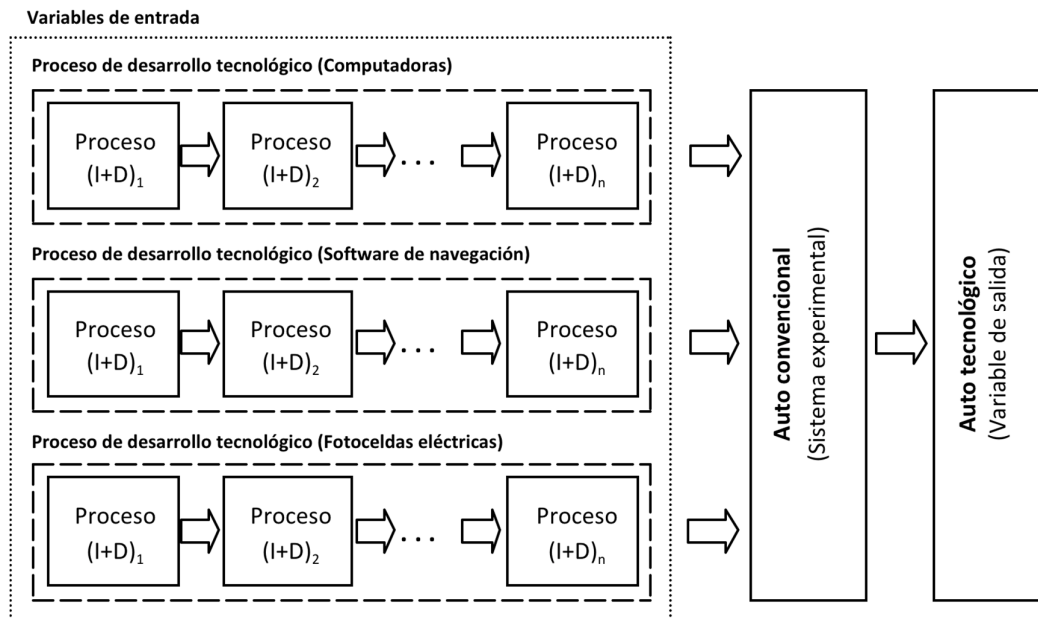 Variables de entrada
Proceso de desarrollo tecnológico (Computadoras)
Proceso
(I+D)1
Proceso
(I+D)2
...
Proceso
(I+D)n
Proceso de desarrollo tecnológico (Software de navegación)
Proceso
(I+D)1
Proceso
(I+D)2
...
Proceso
(I+D)n
Proceso de desarrollo tecnológico (Fotoceldas eléctricas)
Proceso
(I+D)1
Proceso
(I+D)2
...
Proceso
(I+D)n
Auto convencional
(Sistema experimental)
Auto tecnológico
(Variable de salida)